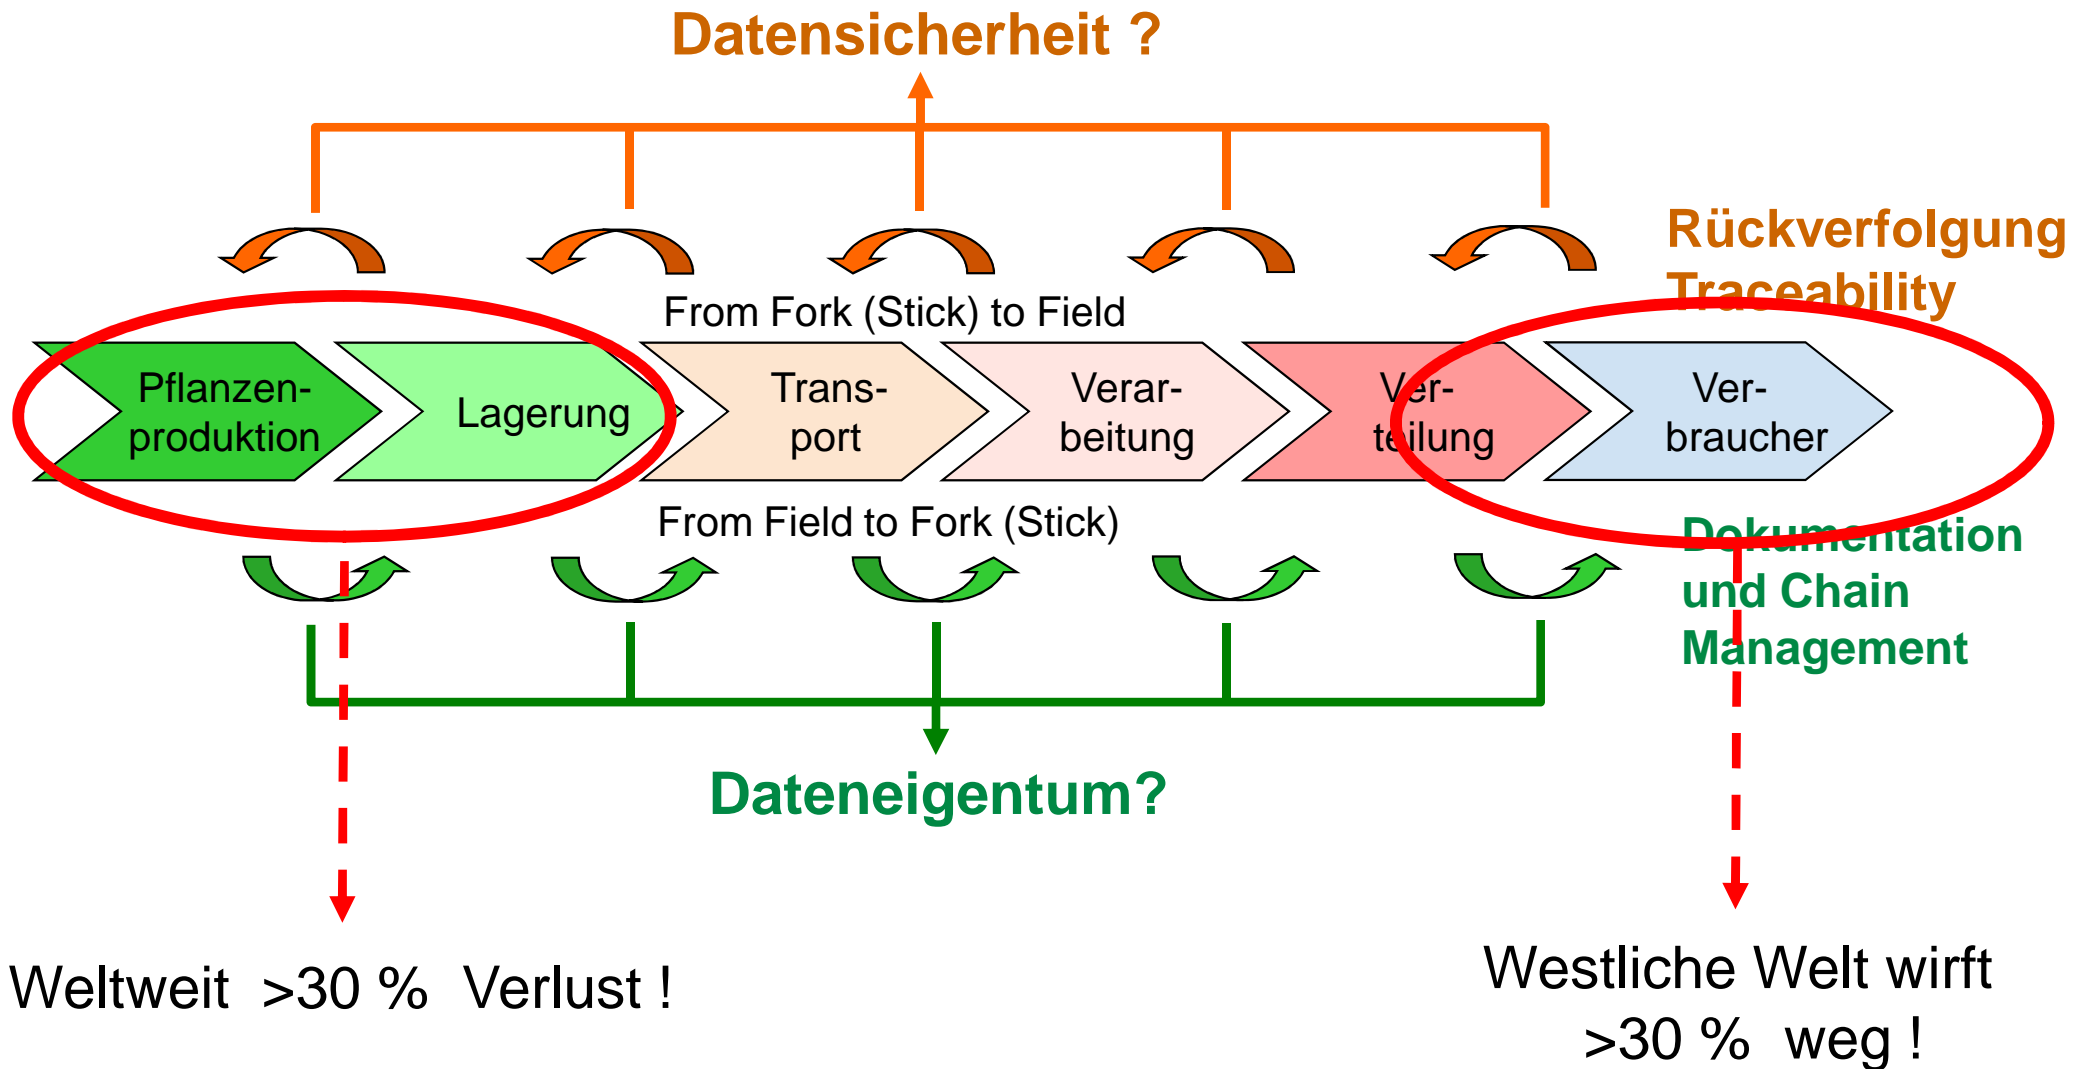 Datensicherheit ?
Rückverfolgung
Traceability
From Fork (Stick) to Field
Pflanzen-
produktion
Lagerung
Trans-
port
Verar-
beitung
Ver-
teilung
Ver-
braucher
From Field to Fork (Stick)
Dokumentation
und Chain
Management
Dateneigentum?
Weltweit >30 % Verlust !
Westliche Welt wirft
>30 % weg !